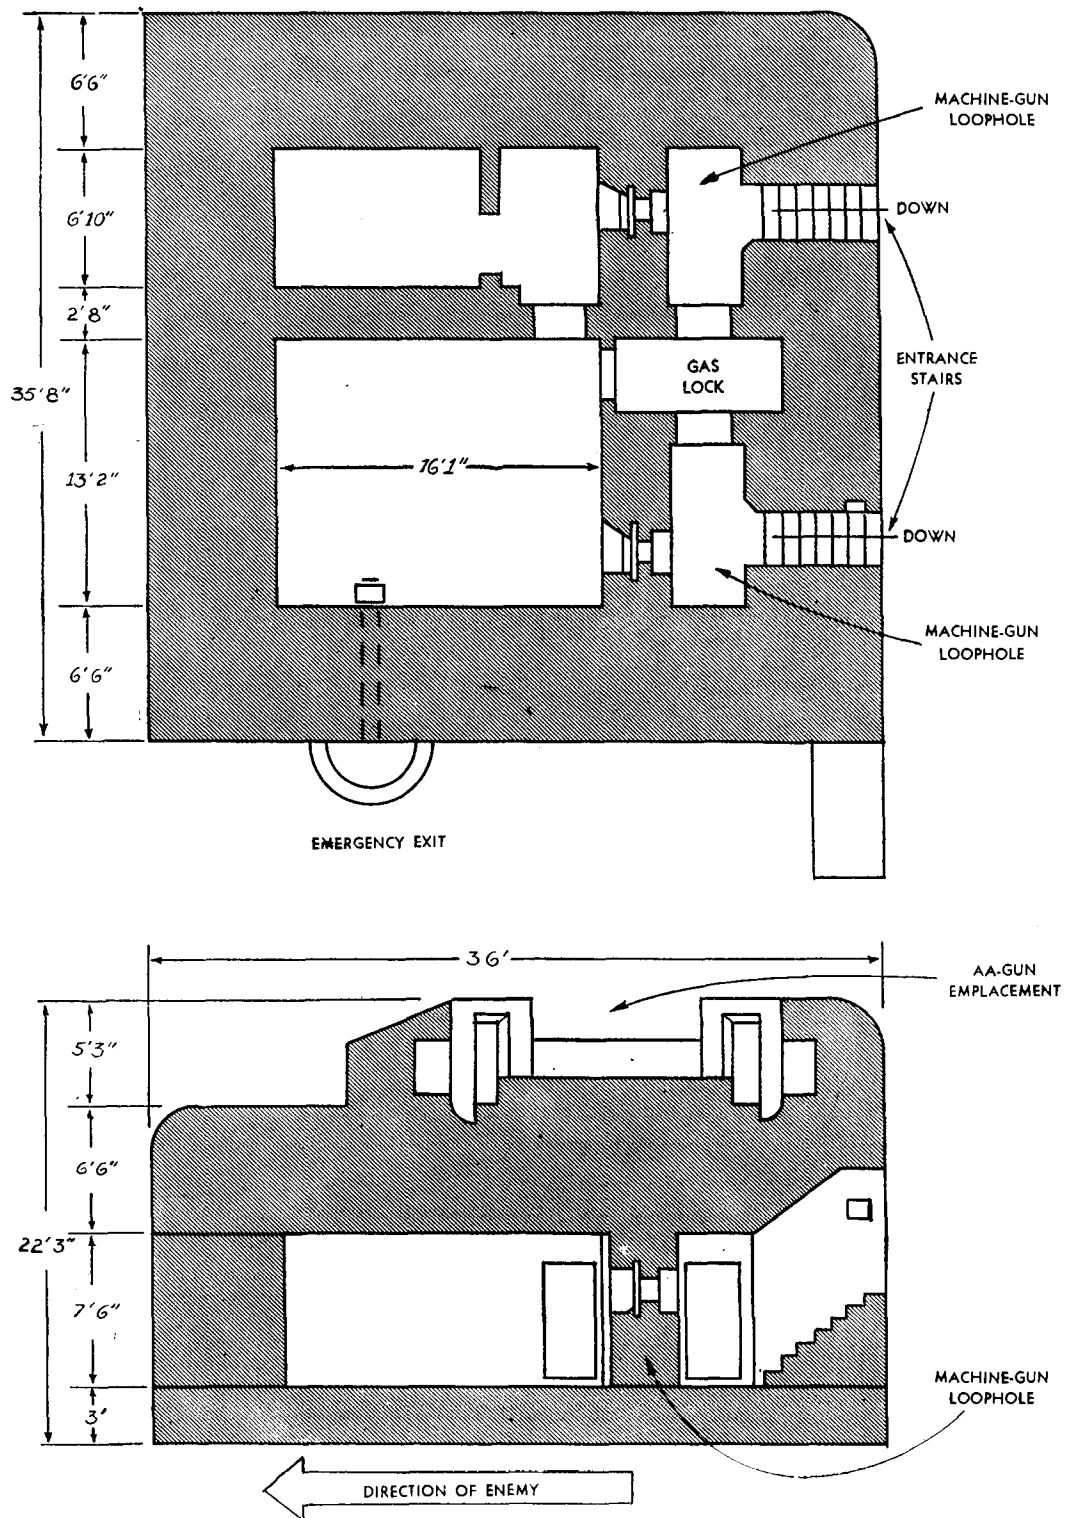 6'6"
MACHINE-GUN
LOOPHOLE
DOWN
6'10"
2'8"
GAS
LOCK
ENTRANCE
STAIRS
35'8"
16'1"
13'2"
DOWN
MACHINE-GUN
LOOPHOLE
6'6"
EMERGENCY EXIT
36'
AA-GUN
EMPLACEMENT
5'3"
6'6"
22'3"
7'6"
MACHINE-GUN
LOOPHOLE
3'
DIRECTION OF ENEMY